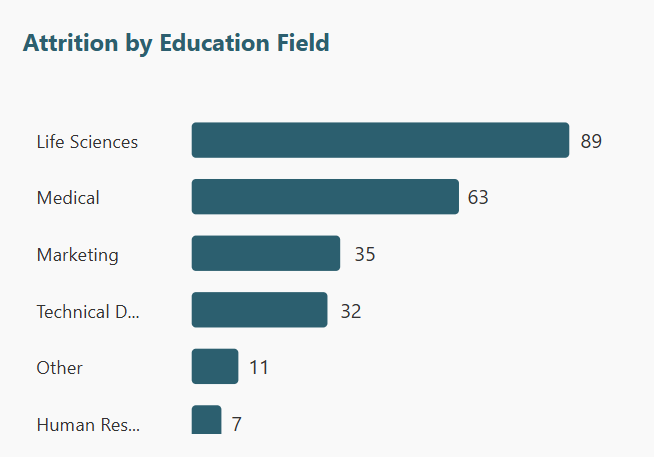 Attrition by Education Field
Life Sciences 89
Medical 63
Marketing 35
Technical D... 32
Other 11
Human Res... 7